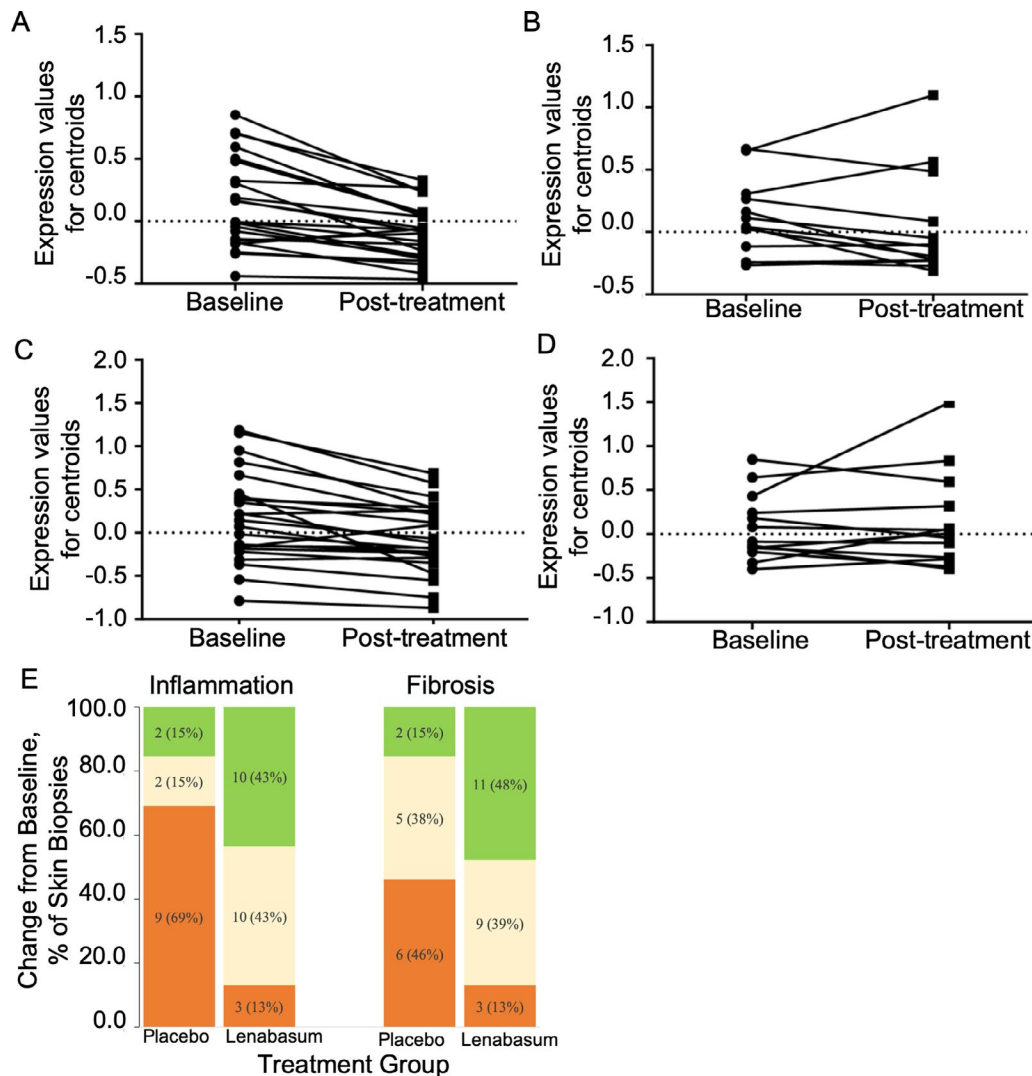 A
Expression values
for centroids
1.5
1.0
0.5
0.0
-0.5
Baseline
Post-treatment
B
Expression values
for centroids
1.5
1.0
0.5
0.0
-0.5
Baseline
Post-treatment
C
Expression values
for centroids
2.0
1.5
1.0
0.5
0.0
-0.5
-1.0
Baseline
Post-treatment
D
Expression values
for centroids
2.0
1.5
1.0
0.5
0.0
-0.5
-1.0
Baseline
Post-treatment
E
Inflammation
Fibrosis
Change from Baseline,
% of Skin Biopsies
100.0
80.0
60.0
40.0
20.0
0.0
2 (15%)
2 (15%)
9 (69%)
10 (43%)
10 (43%)
3 (13%)
2 (15%)
5 (38%)
6 (46%)
11 (48%)
9 (39%)
3 (13%)
Placebo
Lenabasum
Placebo
Lenabasum
Treatment Group